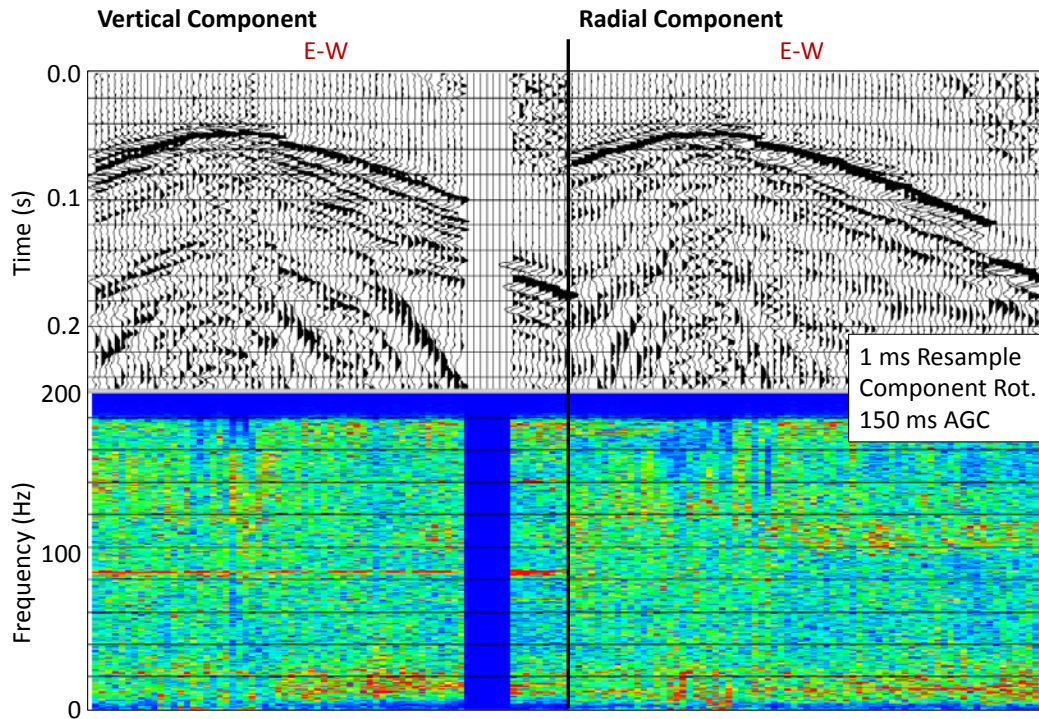 Vertical Component
Radial Component
E-W
E-W
0.0
0.1
0.2
Time (s)
1 ms Resample
Component Rot.
150 ms AGC
200
100
0
Frequency (Hz)